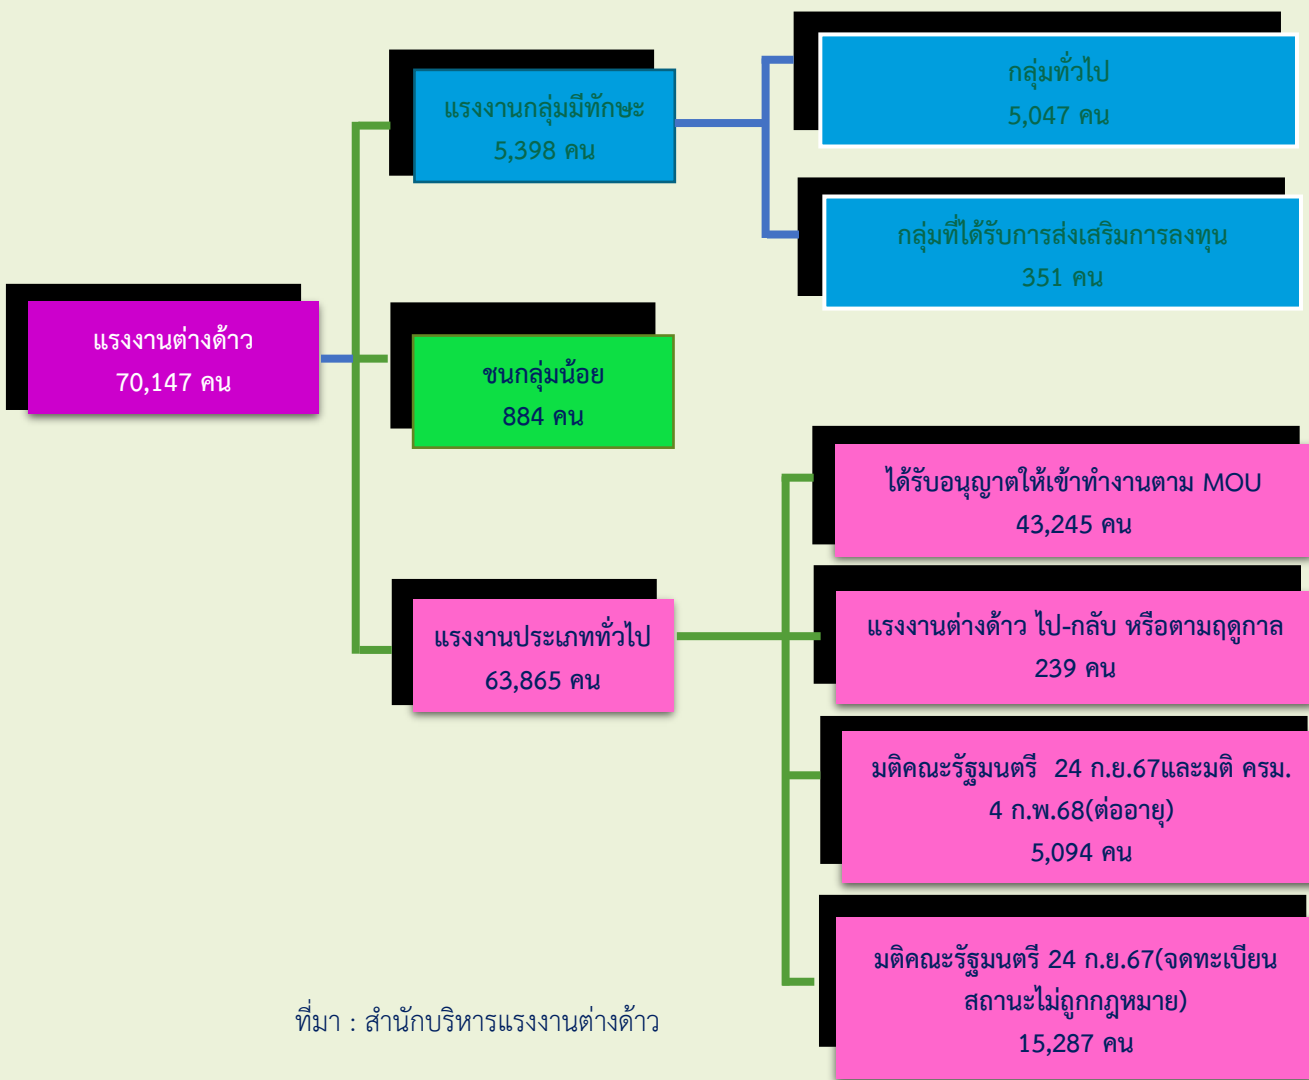 แรงงานต่างด้าว
70,147 คน
แรงงานกลุ่มมีทักษะ
5,398 คน
กลุ่มทั่วไป
5,047 คน
กลุ่มที่ได้รับการส่งเสริมการลงทุน
351 คน
ชนกลุ่มน้อย
884 คน
แรงงานประเภททั่วไป
63,865 คน
ได้รับอนุญาตให้เข้าทำงานตาม MOU
43,245 คน
แรงงานต่างด้าว ไป-กลับ หรือตามฤดูกาล
239 คน
มติคณะรัฐมนตรี  24 ก.ย.67และมติ ครม.
4 ก.พ.68(ต่ออายุ)
5,094 คน
มติคณะรัฐมนตรี 24 ก.ย.67(จดทะเบียน
สถานะไม่ถูกกฎหมาย)
15,287 คน
ที่มา : สำนักบริหารแรงงานต่างด้าว